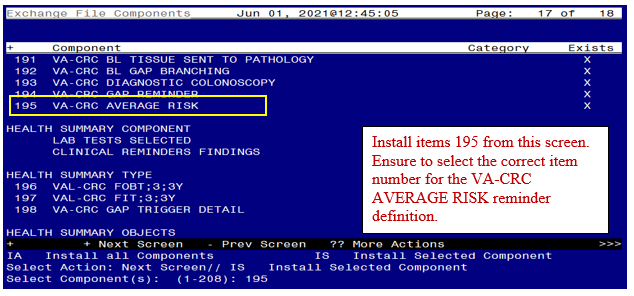 Exchange File Components Jun 01, 2021@12:45:05 Page: 17 of 18
+ Component Category Exists
191 VA-CRC BL TISSUE SENT TO PATHOLOGY X
192 VA-CRC BL GAP BRANCHING X
193 VA-CRC DIAGNOSTIC COLONOSCOPY X
194 VA-CRC GAP REMINDER X
195 VA-CRC AVERAGE RISK X
HEALTH SUMMARY COMPONENT
LAB TESTS SELECTED
CLINICAL REMINDERS FINDINGS
HEALTH SUMMARY TYPE
196 VAL-CRC FOBT;3;3Y
197 VAL-CRC FIT;3;3Y
198 VA-CRC GAP TRIGGER DETAIL
HEALTH SUMMARY OBJECTS
Install items 195 from this screen.
Ensure to select the correct item
number for the VA-CRC
AVERAGE RISK reminder
definition.
+ + Next Screen - Prev Screen ?? More Actions >>>
IA Install all Components IS Install Selected Component
Select Action: Next Screen// IS Install Selected Component
Select Component(s): (1-208): 195